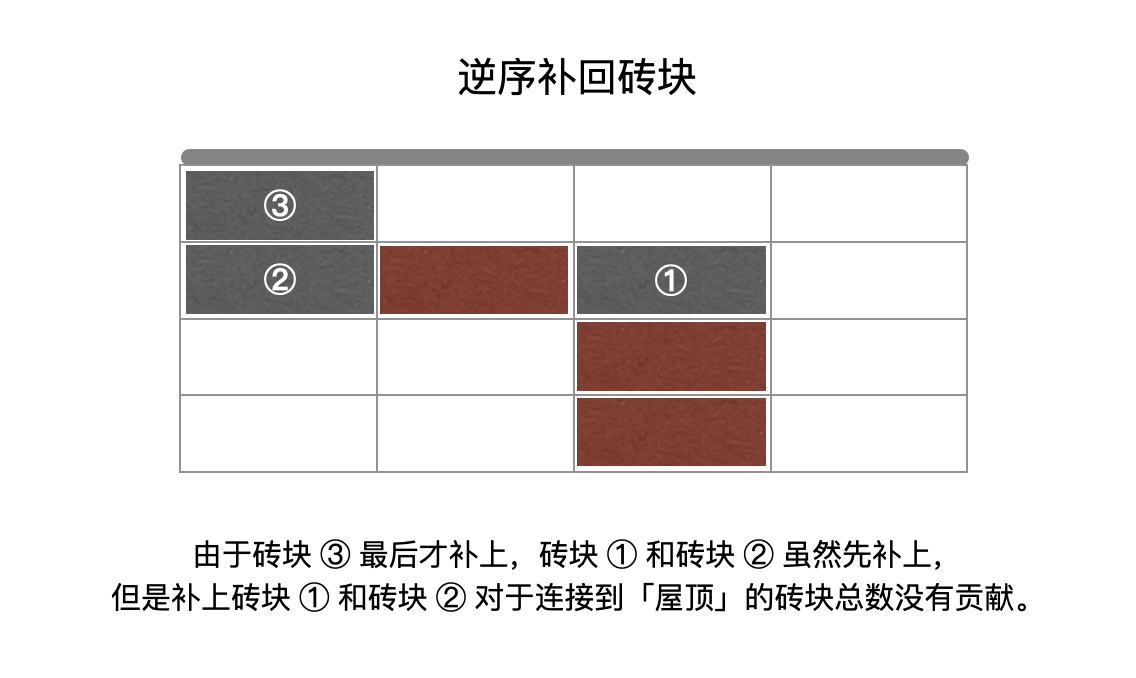 逆序补回砖块
③
②
①
由于砖块 ③ 最后才补上，砖块 ① 和砖块 ② 虽然先补上，
但是补上砖块 ① 和砖块 ② 对于连接到「屋顶」的砖块总数没有贡献。